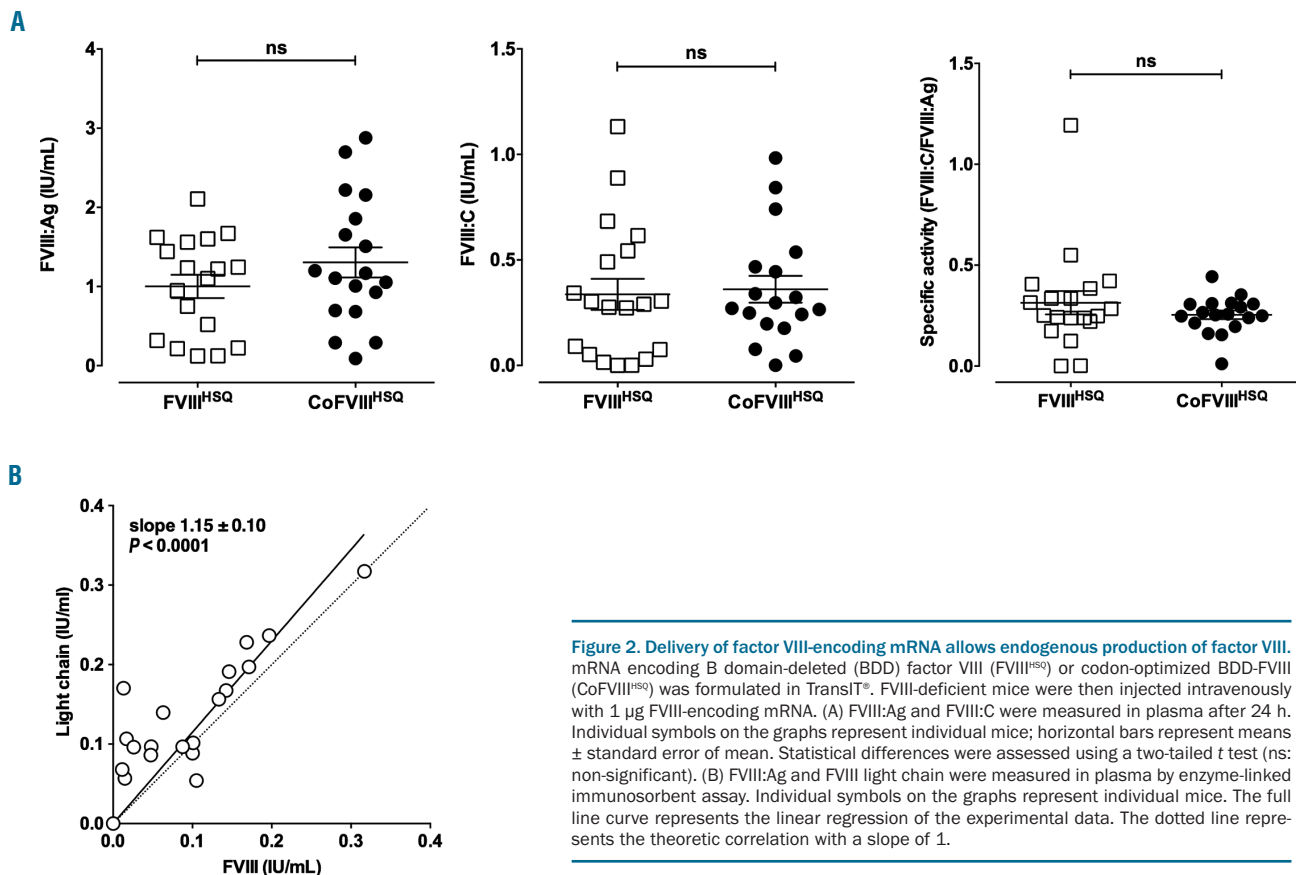 A
FVIII:Ag (IU/mL)
4
3
2
1
0
ns
FVIII^HSQ
CoFVIII^HSQ
FVIII:C (IU/mL)
1.5
1.0
0.5
0.0
ns
FVIII^HSQ
CoFVIII^HSQ
Specific activity (FVIII:C/FVIII:Ag)
1.5
1.0
0.5
0.0
ns
FVIII^HSQ
CoFVIII^HSQ
B
Light chain (IU/ml)
0.4
0.3
0.2
0.1
0.0
slope 1.15 ± 0.10
P < 0.0001
0.0 0.1 0.2 0.3 0.4
FVIII (IU/mL)
Figure 2. Delivery of factor VIII-encoding mRNA allows endogenous production of factor VIII.
mRNA encoding B domain-deleted (BDD) factor VIII (FVIII^HSQ) or codon-optimized BDD-FVIII
(CoFVIII^HSQ) was formulated in TransIT®. FVIII-deficient mice were then injected intravenously
with 1 µg FVIII-encoding mRNA. (A) FVIII:Ag and FVIII:C were measured in plasma after 24 h.
Individual symbols on the graphs represent individual mice; horizontal bars represent means
± standard error of mean. Statistical differences were assessed using a two-tailed t test (ns:
non-significant). (B) FVIII:Ag and FVIII light chain were measured in plasma by enzyme-linked
immunosorbent assay. Individual symbols on the graphs represent individual mice. The full
line curve represents the linear regression of the experimental data. The dotted line repre-
sents the theoretic correlation with a slope of 1.